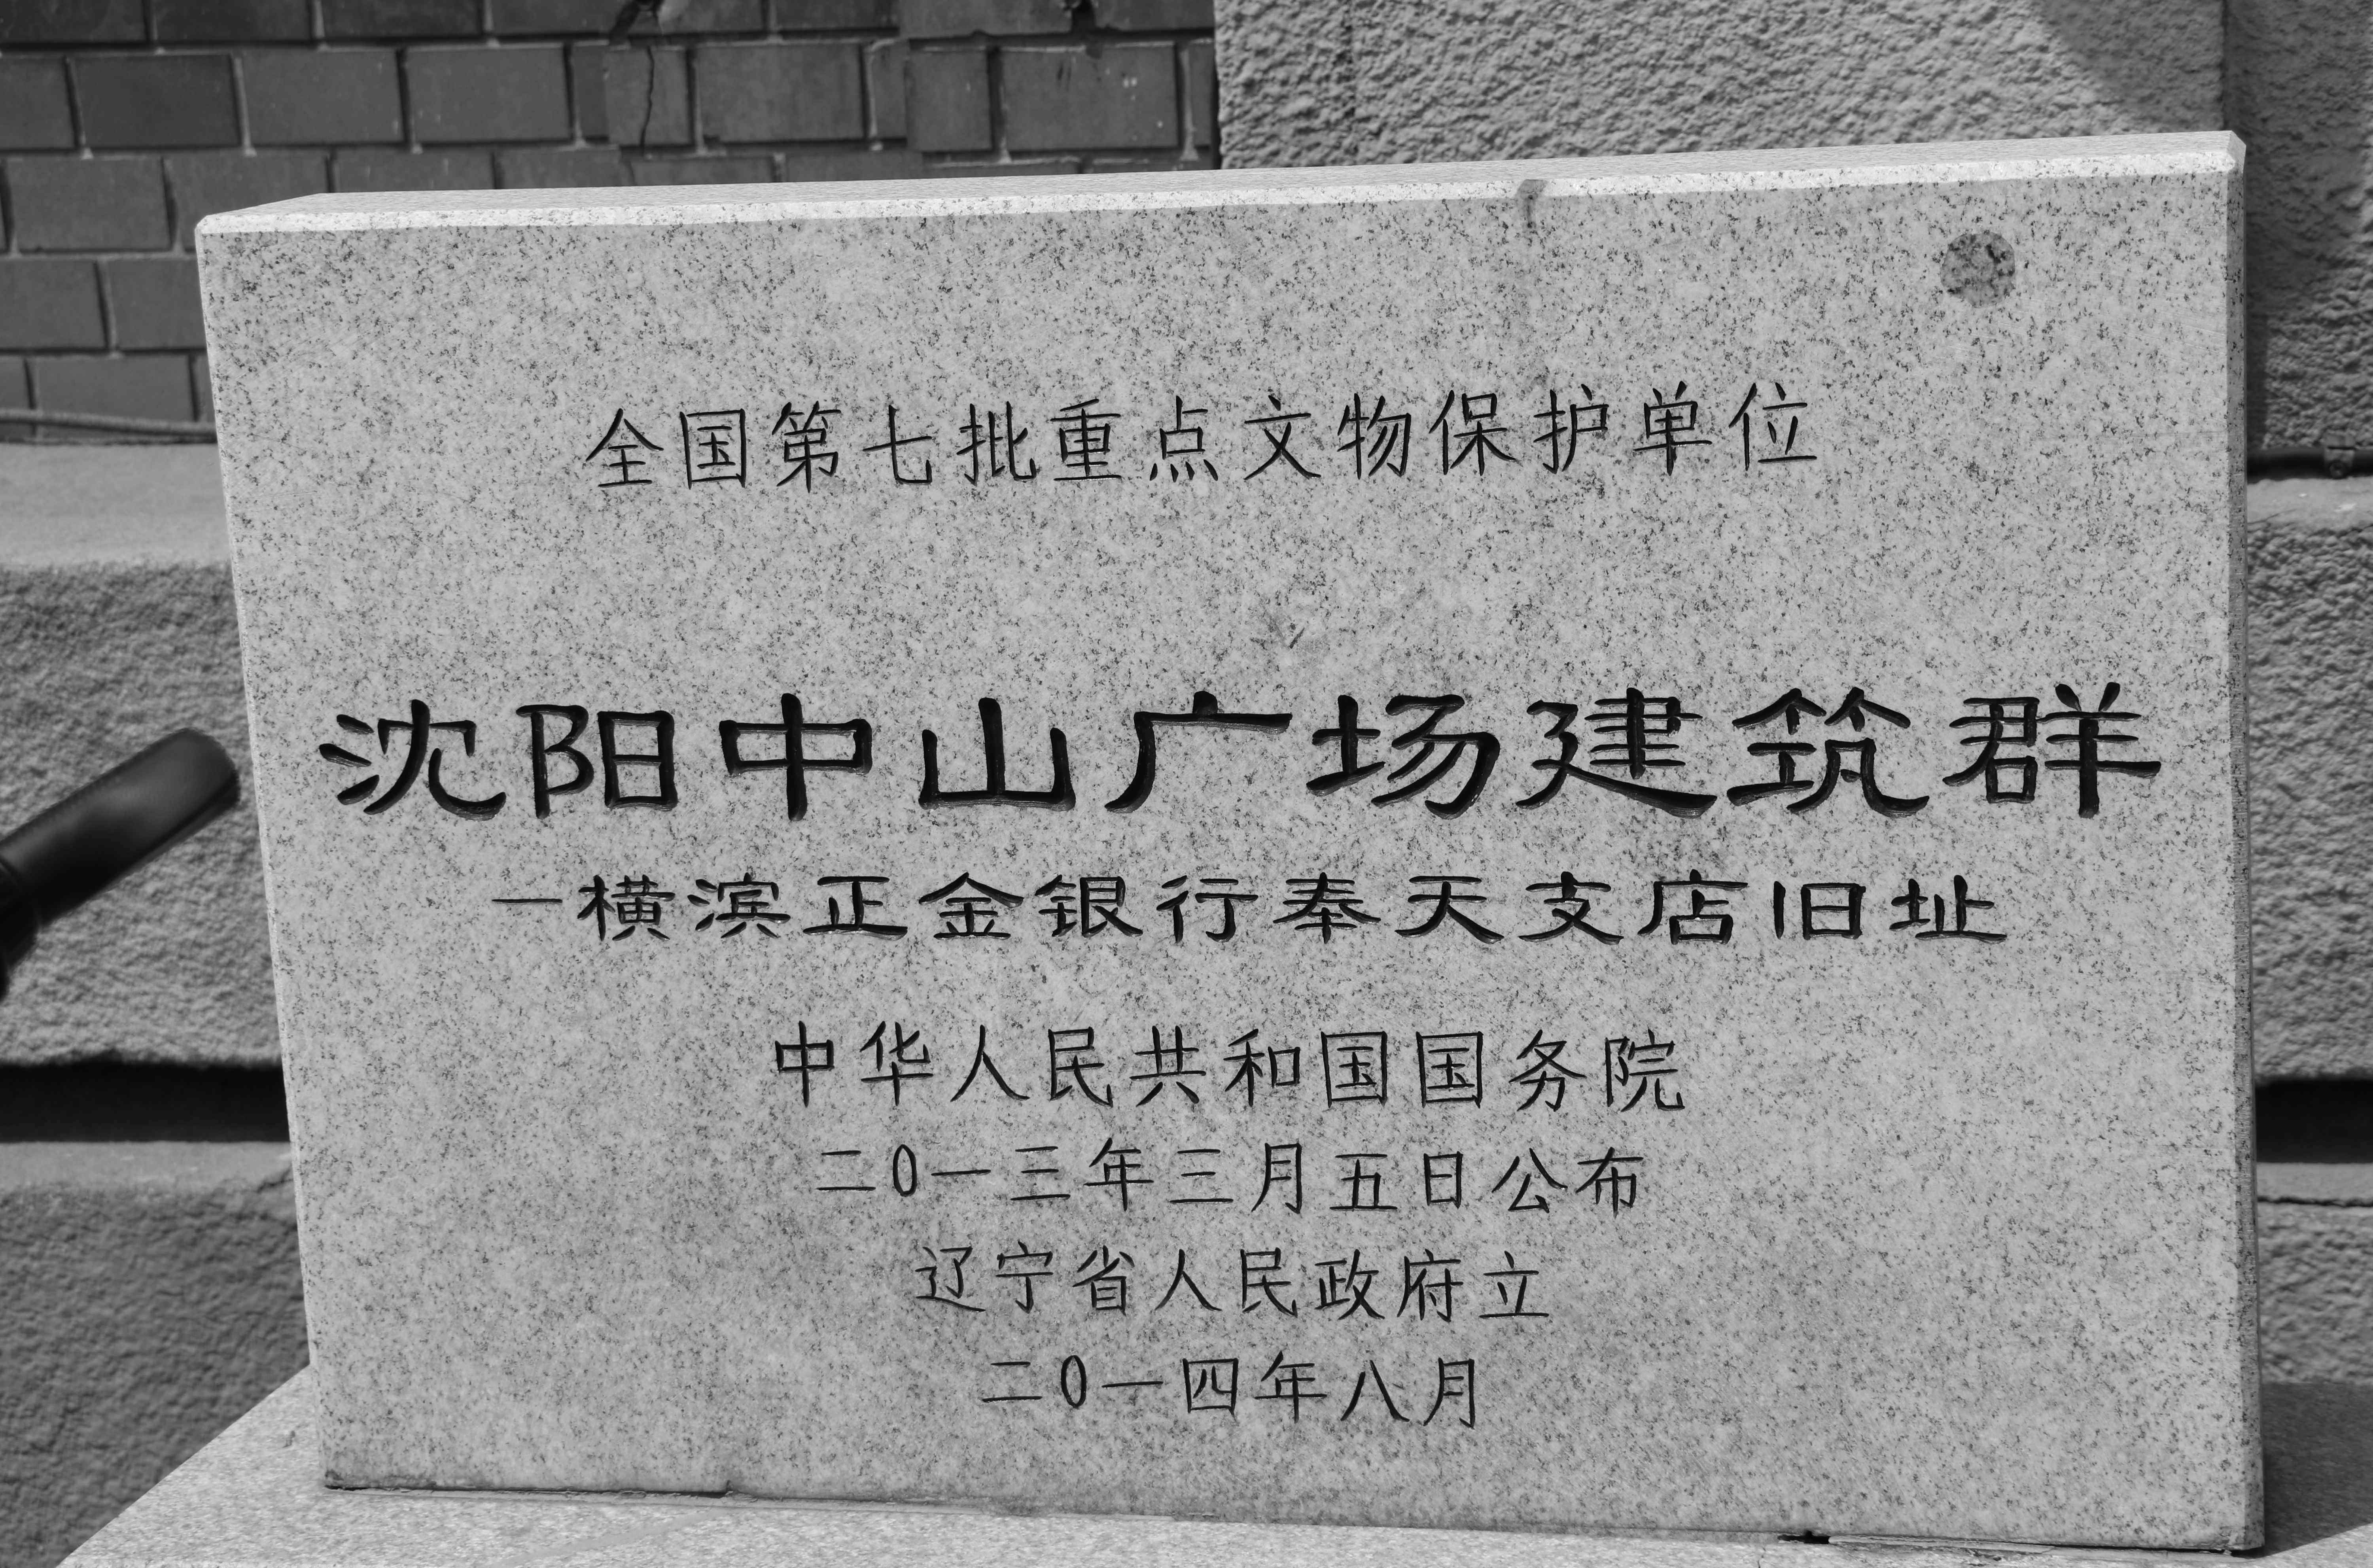 全国第七批重点文物保护单位
沈阳中山广场建筑群
—横滨正金银行奉天支店旧址
中华人民共和国国务院
二0一三年三月五日公布
辽宁省人民政府立
二0一四年八月